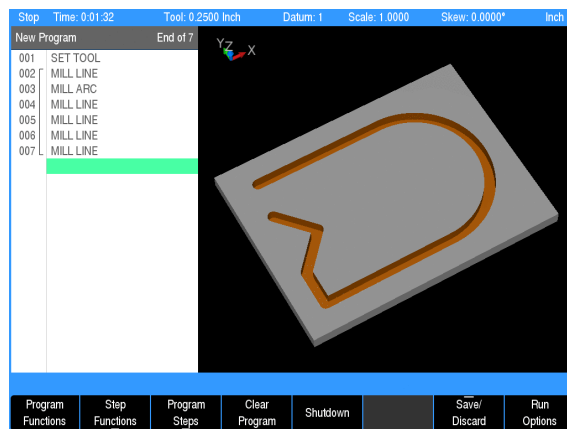 Stop Time: 0:01:32 Tool: 0.2500 Inch Datum: 1 Scale: 1.0000 Skew: 0.0000° Inch
New Program End of 7
001 SET TOOL
002 MILL LINE
003 MILL ARC
004 MILL LINE
005 MILL LINE
006 MILL LINE
007 MILL LINE
Y Z X
Program Functions
Step Functions
Program Steps
Clear Program
Shutdown
Save/ Discard
Run Options